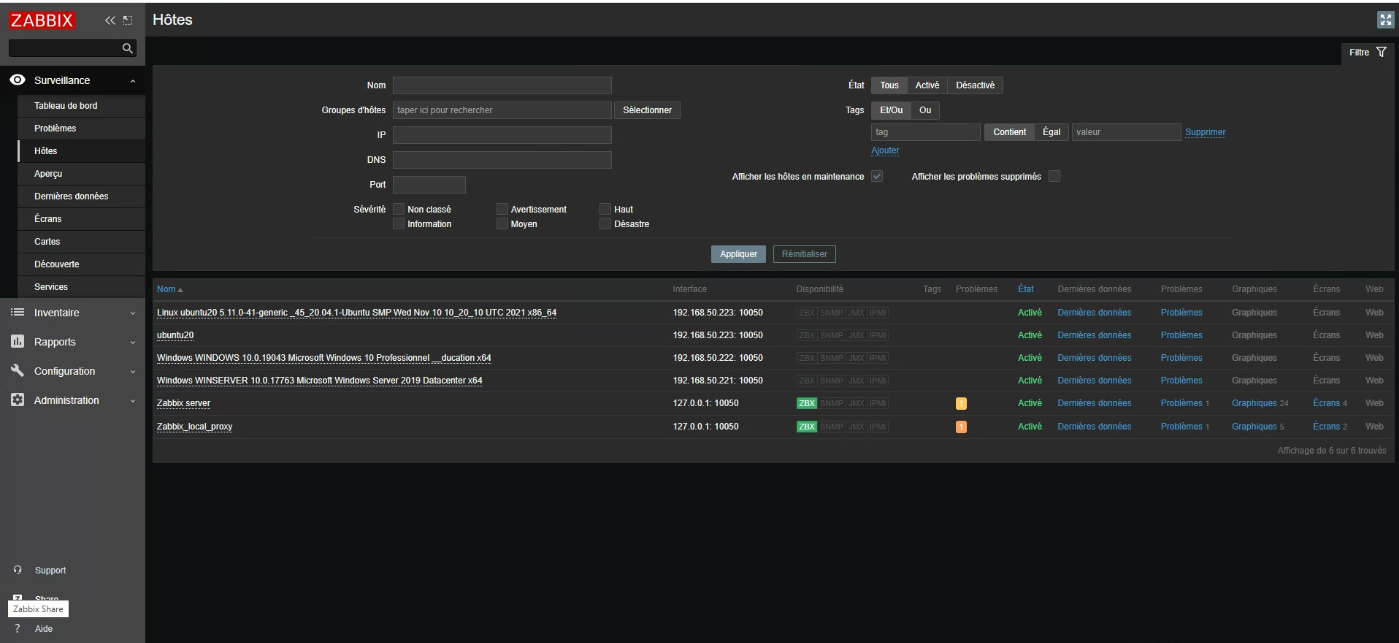 ZABBIX
Hôtes
Filtre
Surveillance
Tableau de bord
Problèmes
Hôtes
Aperçu
Dernières données
Écrans
Cartes
Découverte
Services
Inventaire
Rapports
Configuration
Administration
Support
Share
Zabbix Share
? Aide
Nom
Groupes d'hôtes taper ici pour rechercher Sélectionner
IP
DNS
Port
Sévérité Non classé Avertissement Haut
Information Moyen Désastre
État Tous Activé Désactivé
Tags Et/Ou Ou
tag Contient Égal valeur Supprimer
Ajouter
Afficher les hôtes en maintenance Afficher les problèmes supprimés
Appliquer Réinitialiser
Nom Interface Disponibilité Tags Problèmes État Dernières données Problèmes Graphiques Écrans Web
Linux ubuntu20 5.11.0-41-generic _45_20.04.1-Ubuntu SMP Wed Nov 10 10_20_10 UTC 2021 x86_64 192.168.50.223: 10050 ZBX SNMP JMX IPMI Activé Dernières données Problèmes Graphiques Écrans Web
ubuntu20 192.168.50.223: 10050 ZBX SNMP JMX IPMI Activé Dernières données Problèmes Graphiques Écrans Web
Windows WINDOWS 10.0.19043 Microsoft Windows 10 Professionnel __ducation x64 192.168.50.222: 10050 ZBX SNMP JMX IPMI Activé Dernières données Problèmes Graphiques Écrans Web
Windows WINSERVER 10.0.17763 Microsoft Windows Server 2019 Datacenter x64 192.168.50.221: 10050 ZBX SNMP JMX IPMI Activé Dernières données Problèmes Graphiques Écrans Web
Zabbix server 127.0.0.1: 10050 ZBX SNMP JMX IPMI 1 Activé Dernières données Problèmes 1 Graphiques 24 Écrans 4 Web
Zabbix_local_proxy 127.0.0.1: 10050 ZBX SNMP JMX IPMI 1 Activé Dernières données Problèmes 1 Graphiques 5 Écrans 2 Web
Affichage de 6 sur 6 trouvés